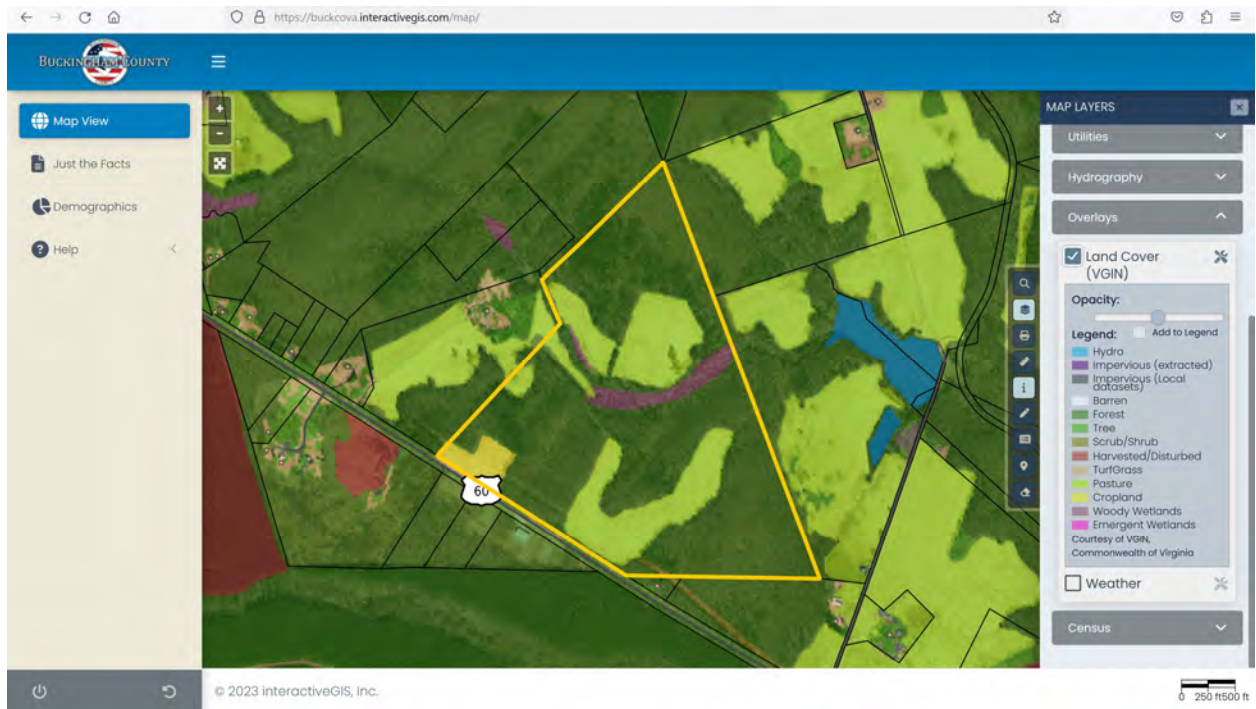 https://buckcova.interactivegis.com/map/
BUCKINGHAM COUNTY
Map View
Just the Facts
Demographics
? Help
+
-
60
MAP LAYERS
Utilities
Hydrography
Overlays
Land Cover
(VGIN)
Opacity:
Legend: Add to Legend
Hydro
Impervious (extracted)
Impervious (Local
datasets)
Barren
Forest
Tree
Scrub/Shrub
Harvested/Disturbed
TurfGrass
Pasture
Cropland
Woody Wetlands
Emergent Wetlands
Courtesy of VGIN,
Commonwealth of Virginia
Weather
Census
© 2023 interactiveGIS, Inc.
0 250 ft500 ft